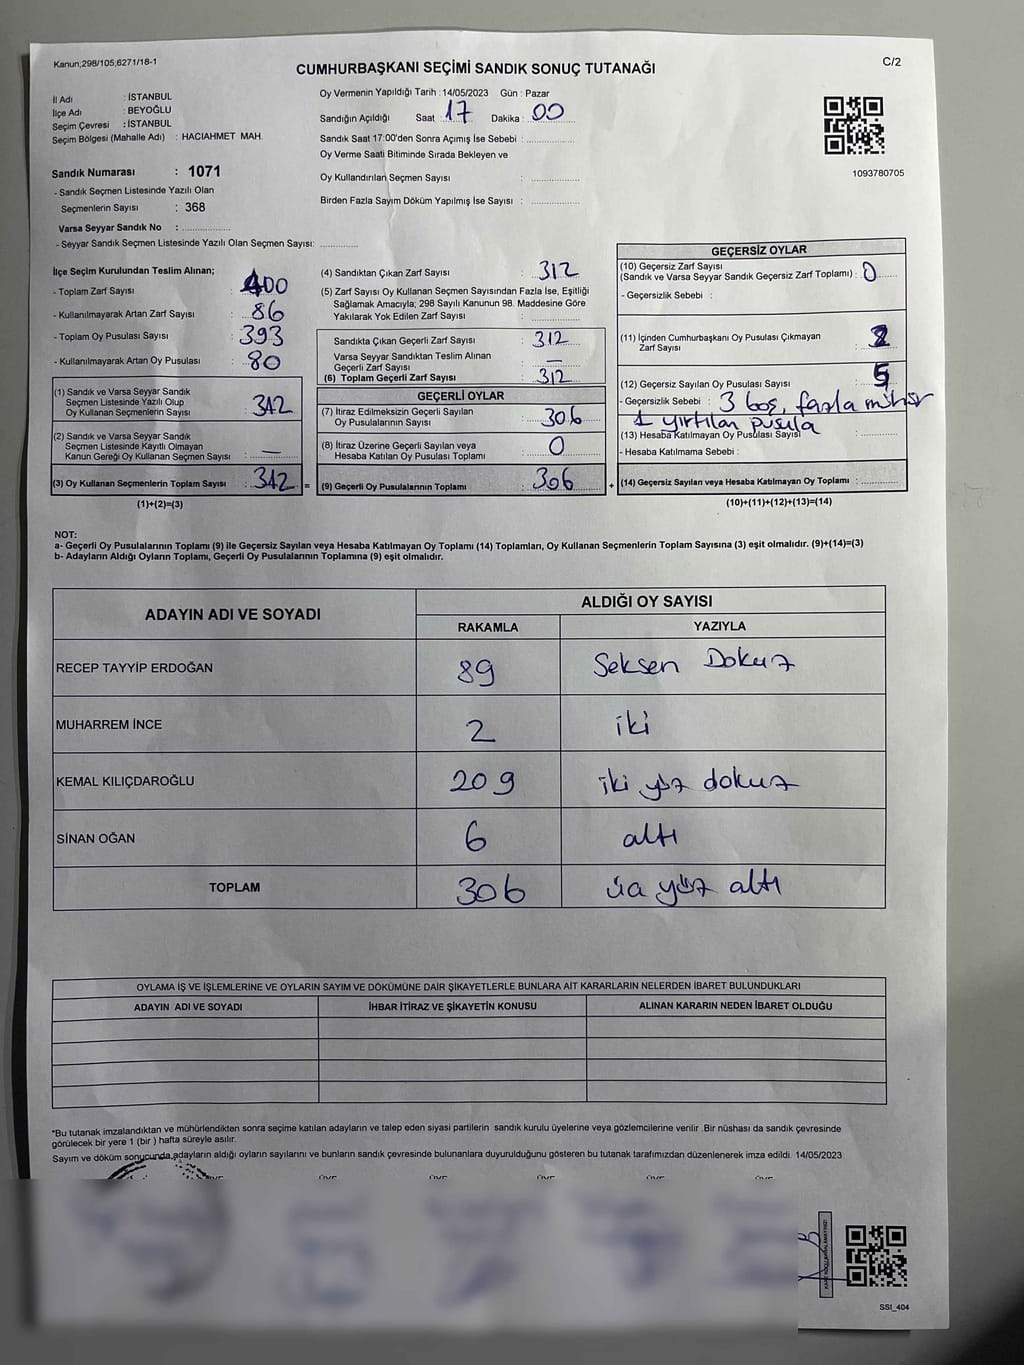 Kanun;298/105;6271/18-1
C/2
CUMHURBAŞKANI SEÇİMİ SANDIK SONUÇ TUTANAĞI
İl Adı : İSTANBUL
İlçe Adı : BEYOĞLU
Seçim Çevresi : İSTANBUL
Seçim Bölgesi (Mahalle Adı) : HACIAHMET MAH.
Sandık Numarası : 1071
- Sandık Seçmen Listesinde Yazılı Olan
Seçmenlerin Sayısı : 368
Varsa Seyyar Sandık No : ....................
- Seyyar Sandık Seçmen Listesinde Yazılı Olan Seçmen Sayısı: ..............
Oy Vermenin Yapıldığı Tarih : 14/05/2023 Gün : Pazar
Sandığın Açıldığı Saat : 17 Dakika : 00
Sandık Saat 17:00'den Sonra Açımış İse Sebebi : ................
Oy Verme Saati Bitiminde Sırada Bekleyen ve
Oy Kullandırılan Seçmen Sayısı : ................
Birden Fazla Sayım Döküm Yapılmış İse Sayısı : ................
1093780705
İlçe Seçim Kurulundan Teslim Alınan;
- Toplam Zarf Sayısı : 400
- Kullanılmayarak Artan Zarf Sayısı : 86
- Toplam Oy Pusulası Sayısı : 393
- Kullanılmayarak Artan Oy Pusulası : 80
(1) Sandık ve Varsa Seyyar Sandık
Seçmen Listesinde Yazılı Olup
Oy Kullanan Seçmenlerin Sayısı : 312
(2) Sandık ve Varsa Seyyar Sandık
Seçmen Listesinde Kayıtlı Olmayan
Kanun Gereği Oy Kullanan Seçmen Sayısı : —
(3) Oy Kullanan Seçmenlerin Toplam Sayısı : 312 =
(1)+(2)=(3)
(4) Sandıktan Çıkan Zarf Sayısı : 312
(5) Zarf Sayısı Oy Kullanan Seçmen Sayısından Fazla İse, Eşitliği
Sağlamak Amacıyla; 298 Sayılı Kanunun 98. Maddesine Göre
Yakılarak Yok Edilen Zarf Sayısı : ................
Sandıkta Çıkan Geçerli Zarf Sayısı : 312
Varsa Seyyar Sandıktan Teslim Alınan
Geçerli Zarf Sayısı : —
(6) Toplam Geçerli Zarf Sayısı : 312
GEÇERLİ OYLAR
(7) İtiraz Edilmeksizin Geçerli Sayılan
Oy Pusulasının Sayısı : 306
(8) İtiraz Üzerine Geçerli Sayılan veya
Hesaba Katılan Oy Pusulası Toplamı : 0
(9) Geçerli Oy Pusulalarının Toplamı : 306 +
GEÇERSİZ OYLAR
(10) Geçersiz Zarf Sayısı
(Sandık ve Varsa Seyyar Sandık Geçersiz Zarf Toplamı) : 0
- Geçersizlik Sebebi :
(11) İçinden Cumhurbaşkanı Oy Pusulası Çıkmayan
Zarf Sayısı :
(12) Geçersiz Sayılan Oy Pusulası Sayısı : 5
- Geçersizlik Sebebi : 3 boş, fazla mühür
1 yırtılan pusula
(13) Hesaba Katılmayan Oy Pusulası Sayısı : ..............
- Hesaba Katılmama Sebebi :
(14) Geçersiz Sayılan veya Hesaba Katılmayan Oy Toplamı : ..............
(10)+(11)+(12)+(13)=(14)
NOT:
a- Geçerli Oy Pusulalarının Toplamı (9) ile Geçersiz Sayılan veya Hesaba Katılmayan Oy Toplamı (14) Toplamları, Oy Kullanan Seçmenlerin Toplam Sayısına (3) eşit olmalıdır. (9)+(14)=(3)
b- Adayların Aldığı Oyların Toplamı, Geçerli Oy Pusulalarının Toplamına (9) eşit olmalıdır.
ADAYIN ADI VE SOYADI
ALDIĞI OY SAYISI
RAKAMLA YAZIYLA
RECEP TAYYİP ERDOĞAN 89 Seksen Dokuz
MUHARREM İNCE 2 iki
KEMAL KILIÇDAROĞLU 209 iki yüz dokuz
SİNAN OĞAN 6 altı
TOPLAM 306 üç yüz altı
OYLAMA İŞ VE İŞLEMLERİNE VE OYLARIN SAYIM VE DÖKÜMÜNE DAİR ŞİKAYETLERLE BUNLARA AİT KARARLARIN NELERDEN İBARET BULUNDUKLARI
ADAYIN ADI VE SOYADI İHBAR İTİRAZ VE ŞİKAYETİN KONUSU ALINAN KARARIN NEDEN İBARET OLDUĞU
*Bu tutanak imzalandıktan ve mühürlendikten sonra seçime katılan adayların ve talep eden siyasi partilerin sandık kurulu üyelerine veya gözlemcilerine verilir .Bir nüshası da sandık çevresinde
görülecek bir yere 1 (bir ) hafta süreyle asılır.
Sayım ve döküm sonucunda,adayların aldığı oyların sayılarını ve bunların sandık çevresinde bulunanlara duyurulduğunu gösteren bu tutanak tarafımızdan düzenlenerek imza edildi. 14/05/2023
SSI_404